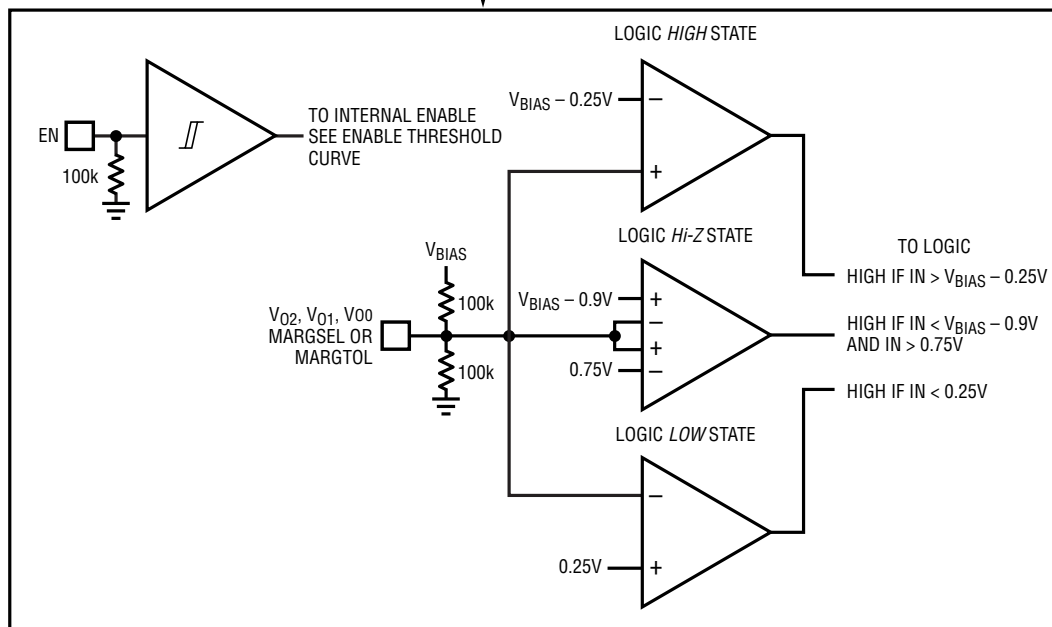 LOGIC HIGH STATE
VBIAS – 0.25V
–
+
EN
100k
TO INTERNAL ENABLE
SEE ENABLE THRESHOLD
CURVE
LOGIC Hi-Z STATE
VBIAS
100k
100k
VO2, VO1, VOO
MARGSEL OR
MARGTOL
VBIAS – 0.9V
+
–
+
–
0.75V
TO LOGIC
HIGH IF IN > VBIAS – 0.25V
HIGH IF IN < VBIAS – 0.9V
AND IN > 0.75V
HIGH IF IN < 0.25V
LOGIC LOW STATE
–
0.25V
+